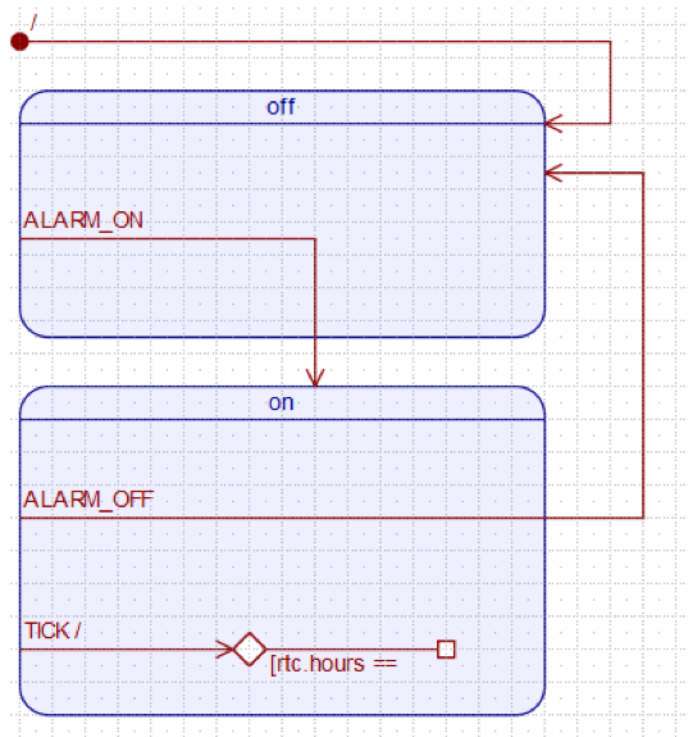 /
off
ALARM_ON
on
ALARM_OFF
TICK /
[rtc.hours ==